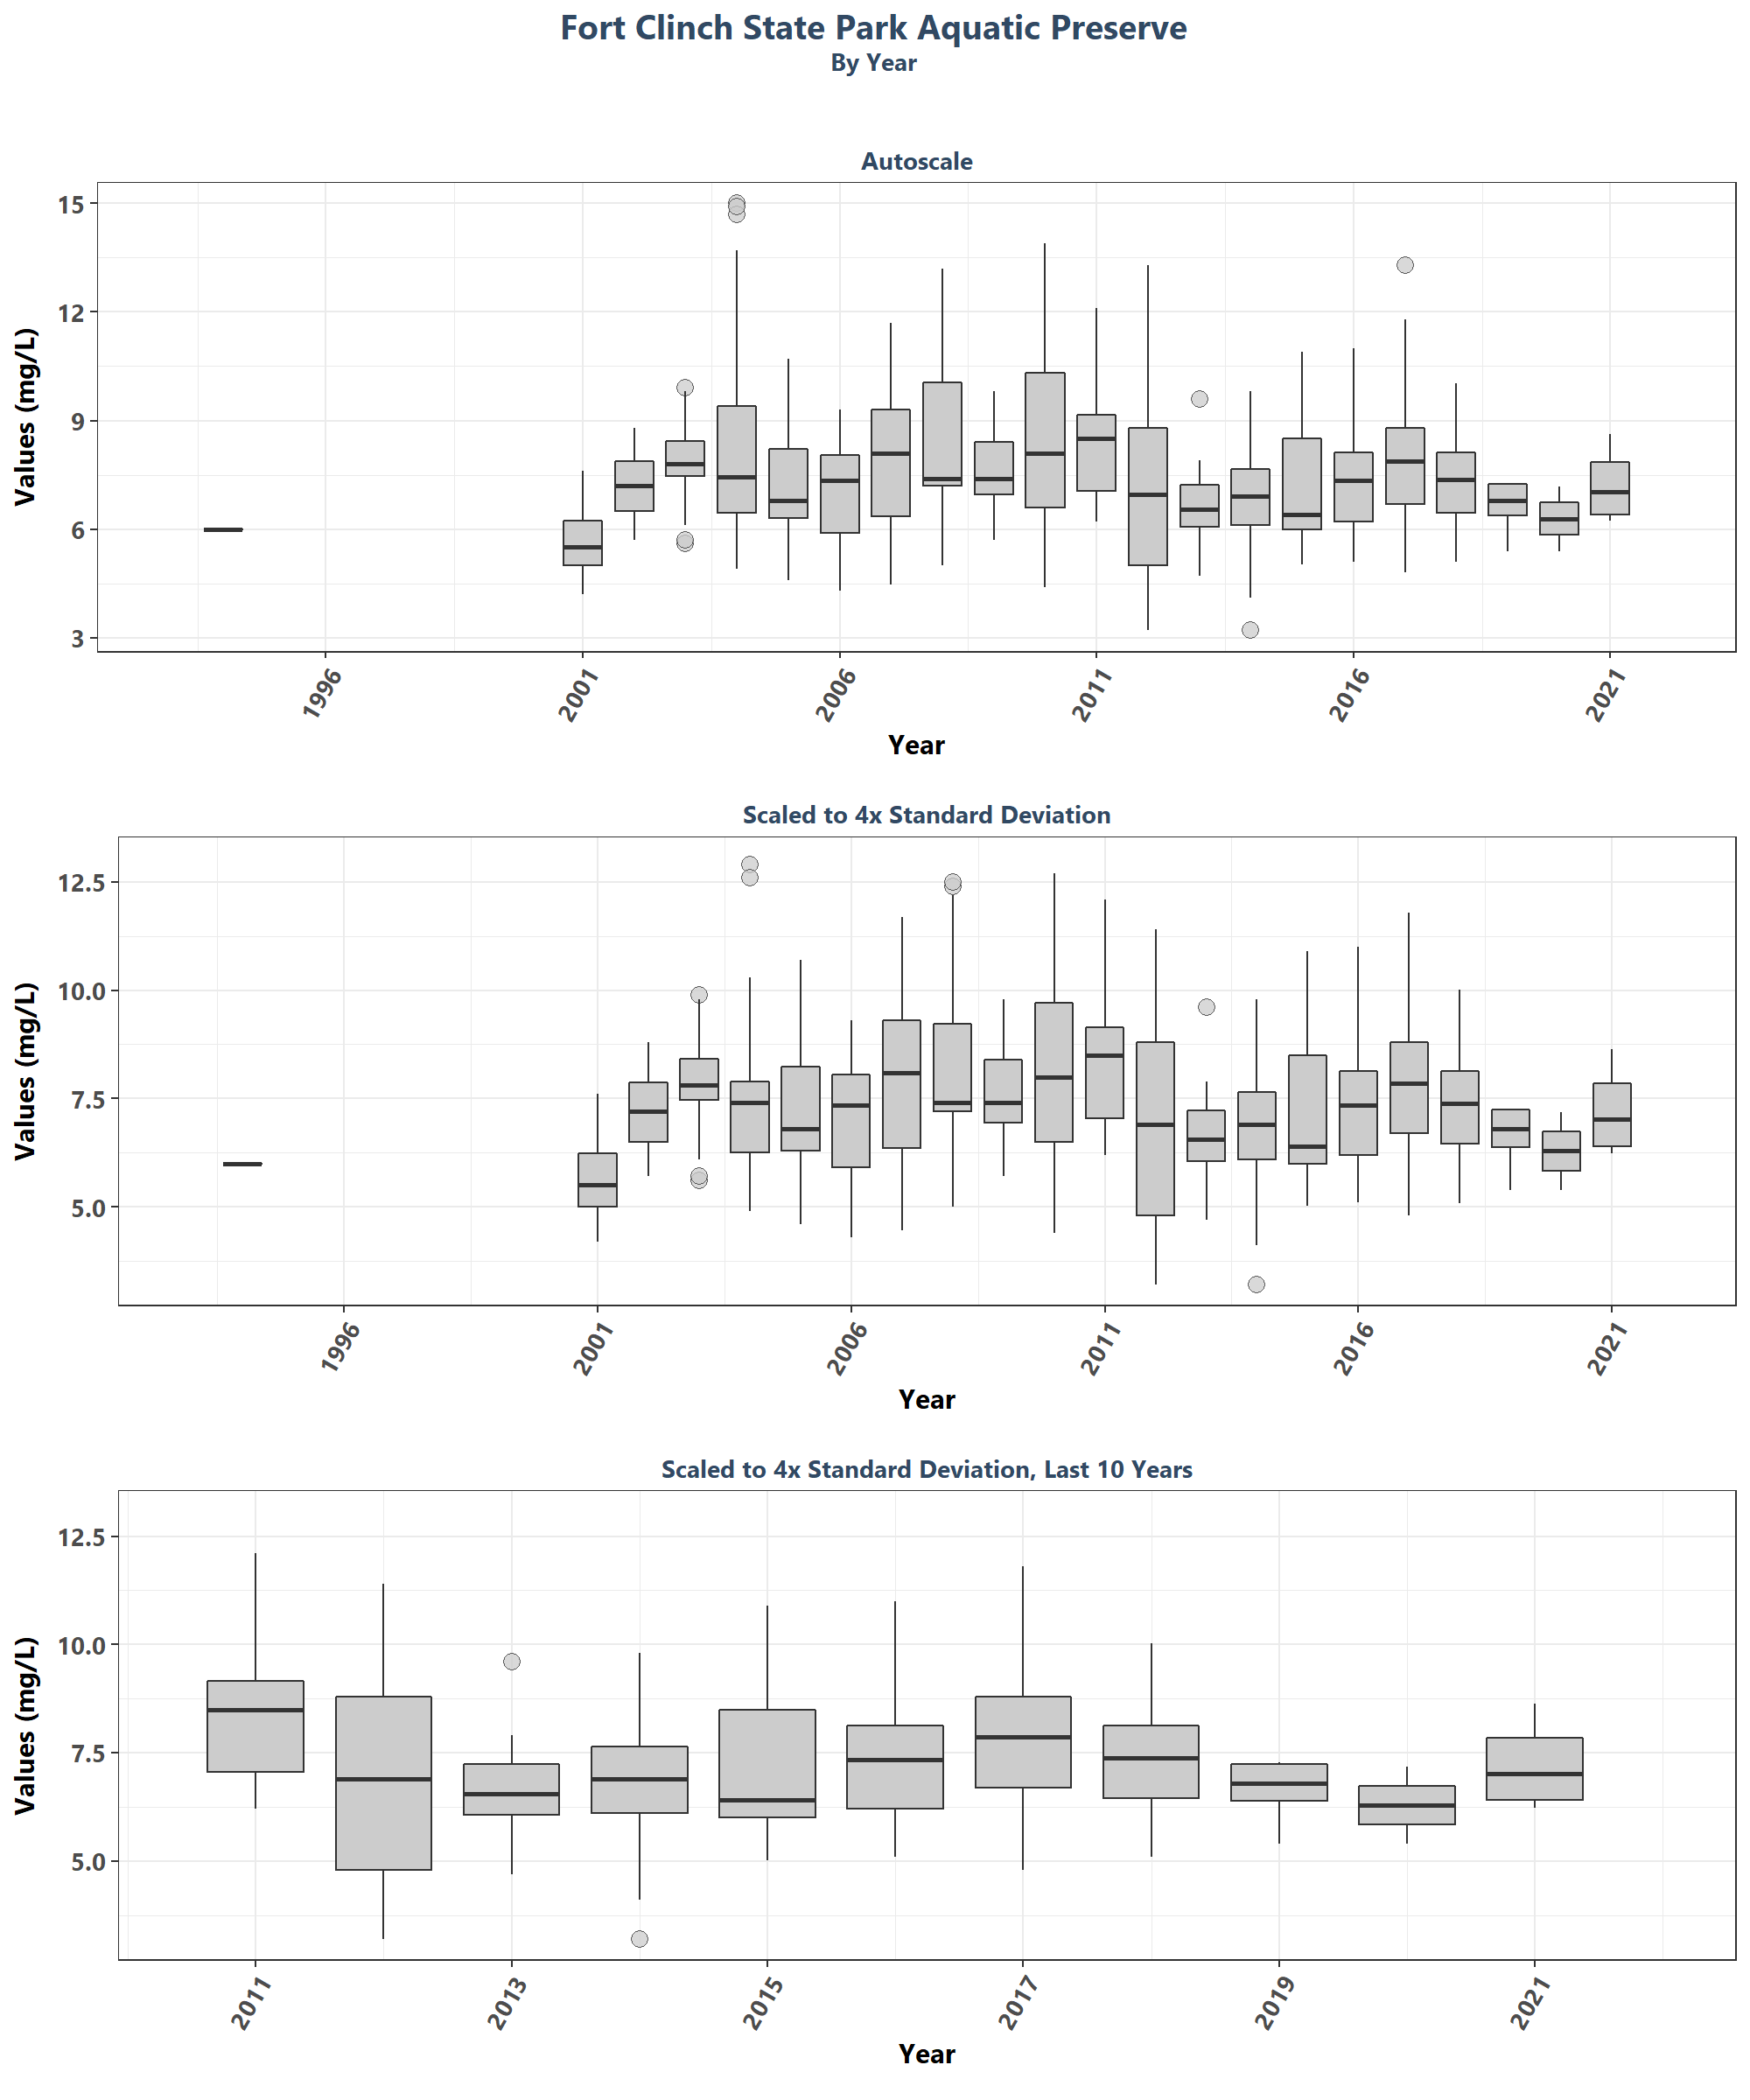 Fort Clinch State Park Aquatic Preserve
By Year
Autoscale
Values (mg/L)
15
12
9
6
3
1996
2001
2006
2011
2016
2021
Year
Scaled to 4x Standard Deviation
Values (mg/L)
12.5
10.0
7.5
5.0
1996
2001
2006
2011
2016
2021
Year
Scaled to 4x Standard Deviation, Last 10 Years
Values (mg/L)
12.5
10.0
7.5
5.0
2011
2013
2015
2017
2019
2021
Year